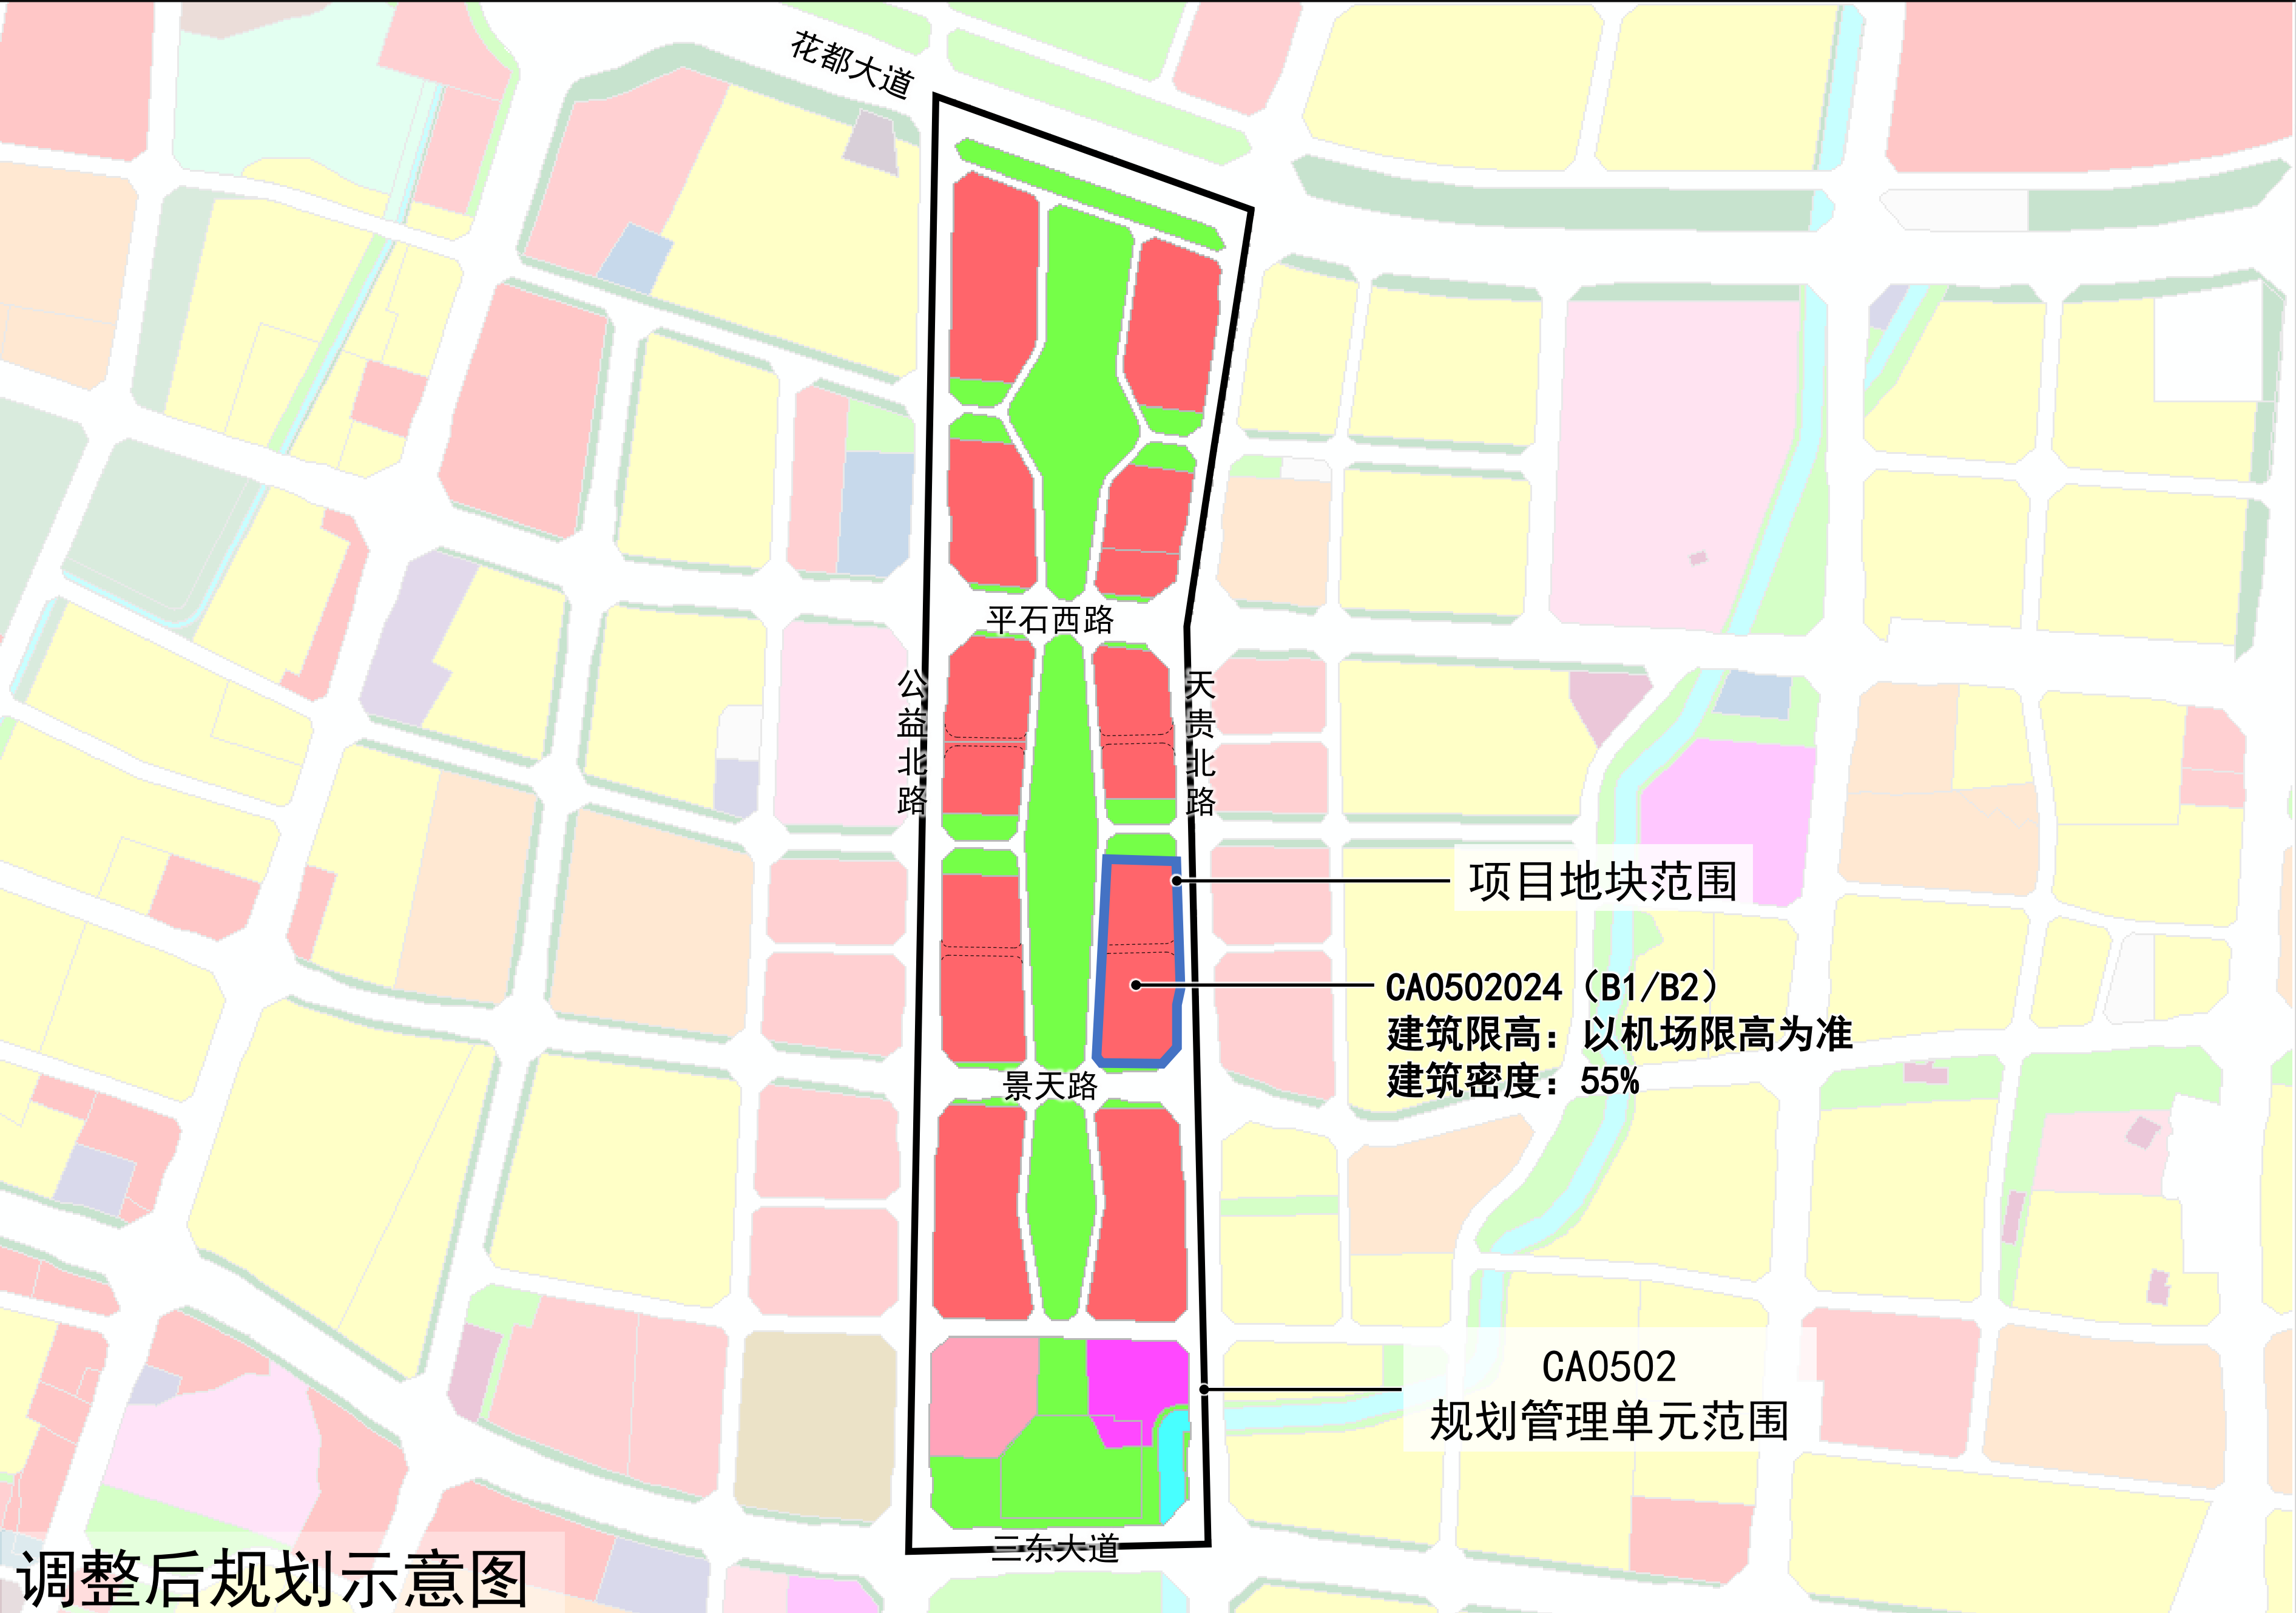 花都大道
平石西路
公益北路
天贵北路
项目地块范围
CA0502024（B1/B2）
建筑限高：以机场限高为准
建筑密度：55%
景天路
CA0502
规划管理单元范围
三东大道
调整后规划示意图